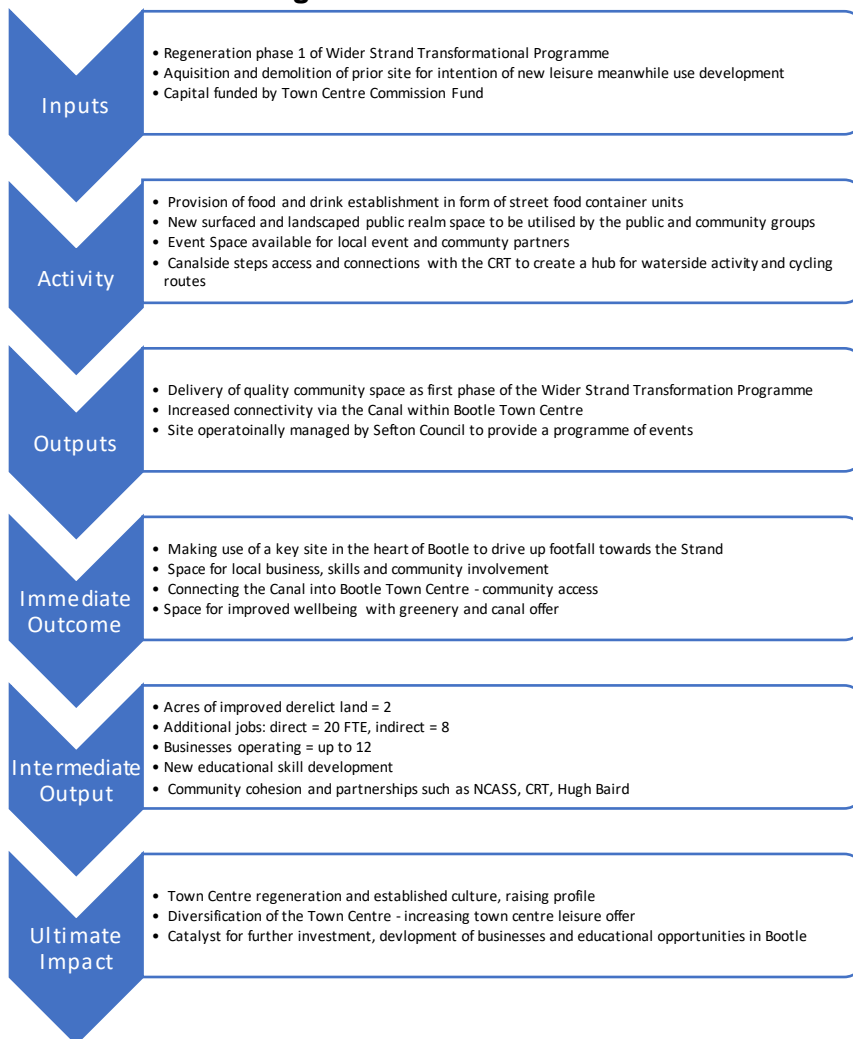 Inputs
• Regeneration phase 1 of Wider Strand Transformational Programme
• Aquisition and demolition of prior site for intention of new leisure meanwhile use development
• Capital funded by Town Centre Commission Fund
Activity
• Provision of food and drink establishment in form of street food container units
• New surfaced and landscaped public realm space to be utilised by the public and community groups
• Event Space available for local event and communty partners
• Canalside steps access and connections with the CRT to create a hub for waterside activity and cycling
routes
Outputs
• Delivery of quality community space as first phase of the Wider Strand Transformation Programme
• Increased connectivity via the Canal within Bootle Town Centre
• Site operatoinally managed by Sefton Council to provide a programme of events
Immediate
Outcome
• Making use of a key site in the heart of Bootle to drive up footfall towards the Strand
• Space for local business, skills and community involvement
• Connecting the Canal into Bootle Town Centre - community access
• Space for improved wellbeing with greenery and canal offer
Intermediate
Output
• Acres of improved derelict land = 2
• Additional jobs: direct = 20 FTE, indirect = 8
• Businesses operating = up to 12
• New educational skill development
• Community cohesion and partnerships such as NCASS, CRT, Hugh Baird
Ultimate
Impact
• Town Centre regeneration and established culture, raising profile
• Diversification of the Town Centre - increasing town centre leisure offer
• Catalyst for further investment, devlopment of businesses and educational opportunities in Bootle